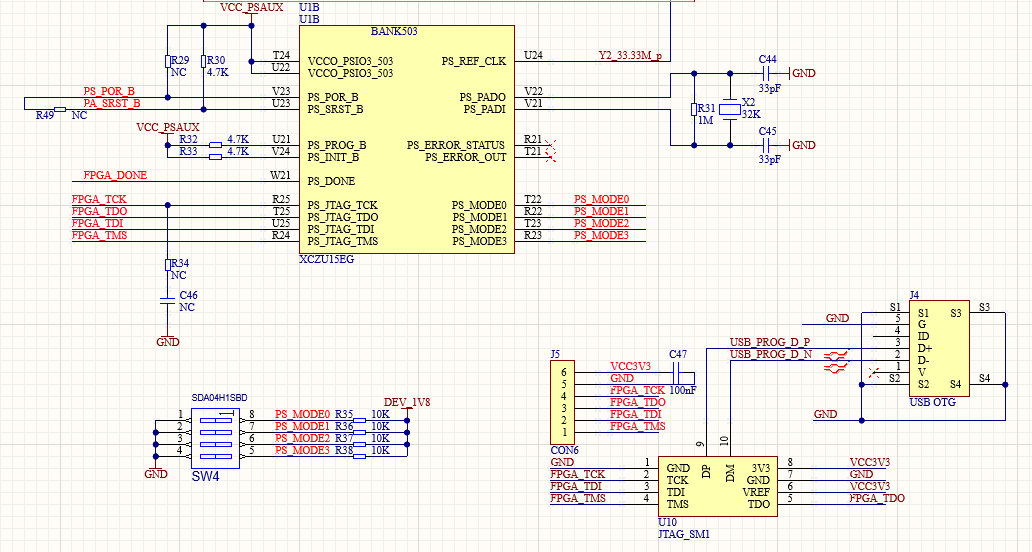 VCC_PSAUX
U1B
U1B
BANK503
R29
NC
R30
4.7K
T24
U22
VCCO_PSIO3_503
VCCO_PSIO3_503
PS_REF_CLK
U24
Y2_33.33M_p
C44
33pF
GND
PS_POR_B
PA_SRST_B
R49
NC
V23
U23
PS_POR_B
PS_SRST_B
PS_PADO
PS_PADI
V22
V21
R31
1M
X2
32K
VCC_PSAUX
R32
4.7K
R33
4.7K
U21
V24
PS_PROG_B
PS_INIT_B
PS_ERROR_STATUS
PS_ERROR_OUT
R21
T21
C45
33pF
GND
FPGA_DONE
W21
PS_DONE
FPGA_TCK
FPGA_TDO
FPGA_TDI
FPGA_TMS
R25
T25
U25
R24
PS_JTAG_TCK
PS_JTAG_TDO
PS_JTAG_TDI
PS_JTAG_TMS
PS_MODE0
PS_MODE1
PS_MODE2
PS_MODE3
T22
R22
T23
R23
PS_MODE0
PS_MODE1
PS_MODE2
PS_MODE3
XCZU15EG
R34
NC
C46
NC
GND
J4
GND
S1
5
4
3
2
1
S2
S1
G
ID
D+
D-
V
S2
S3
S4
S3
S4
USB OTG
USB_PROG_D_P
USB_PROG_D_N
GND
J5
6
5
4
3
2
1
CON6
VCC3V3
GND
FPGA_TCK
FPGA_TDO
FPGA_TDI
FPGA_TMS
C47
100nF
SDA04H1SBD
1
2
3
4
8
7
6
5
SW4
GND
PS_MODE0
R35
10K
PS_MODE1
R36
10K
PS_MODE2
R37
10K
PS_MODE3
R38
10K
DEV_1V8
GND
FPGA_TCK
FPGA_TDI
FPGA_TMS
1
2
3
4
9
10
GND
TCK
TDI
TMS
DP
DM
3V3
GND
VREF
TDO
8
7
6
5
VCC3V3
GND
VCC3V3
FPGA_TDO
U10
JTAG_SM1